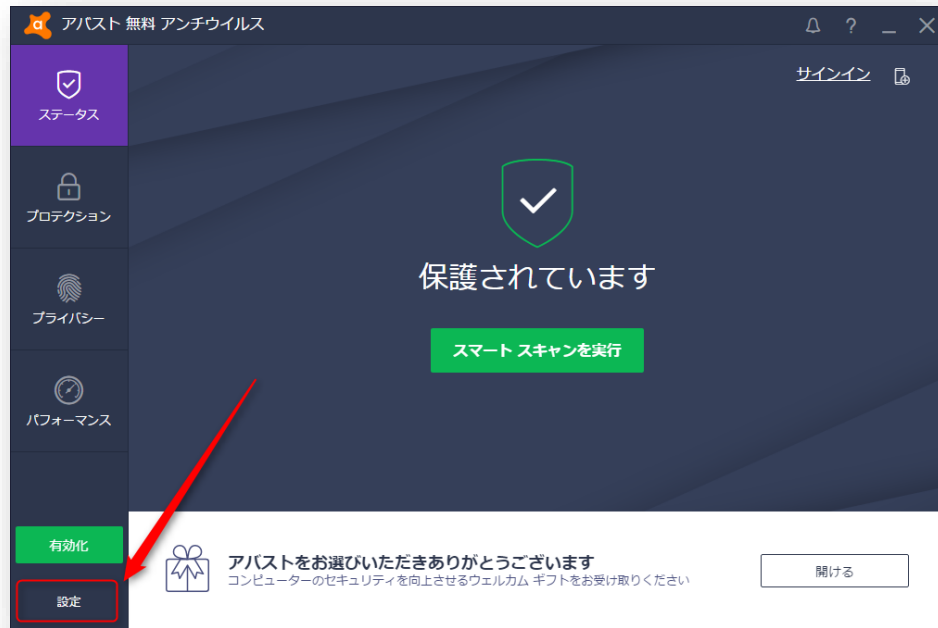 アバスト 無料 アンチウイルス
?
サインイン
ステータス
プロテクション
プライバシー
パフォーマンス
保護されています
スマート スキャンを実行
有効化
設定
アバストをお選びいただきありがとうございます
コンピューターのセキュリティを向上させるウェルカム ギフトをお受け取りください
開ける